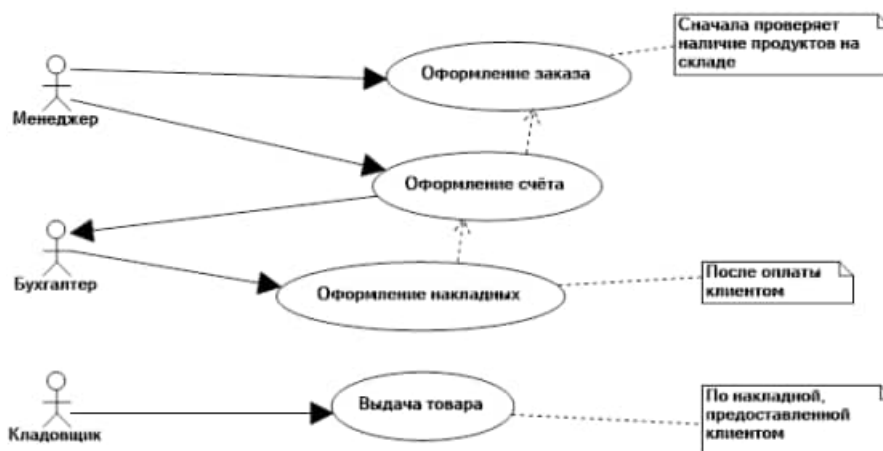 Сначала проверяет
наличие продуктов на
складе
Оформление заказа
Менеджер
Оформление счёта
Бухгалтер
Оформление накладных
После оплаты
клиентом
Кладовщик
Выдача товара
По накладной,
предоставленной
клиентом